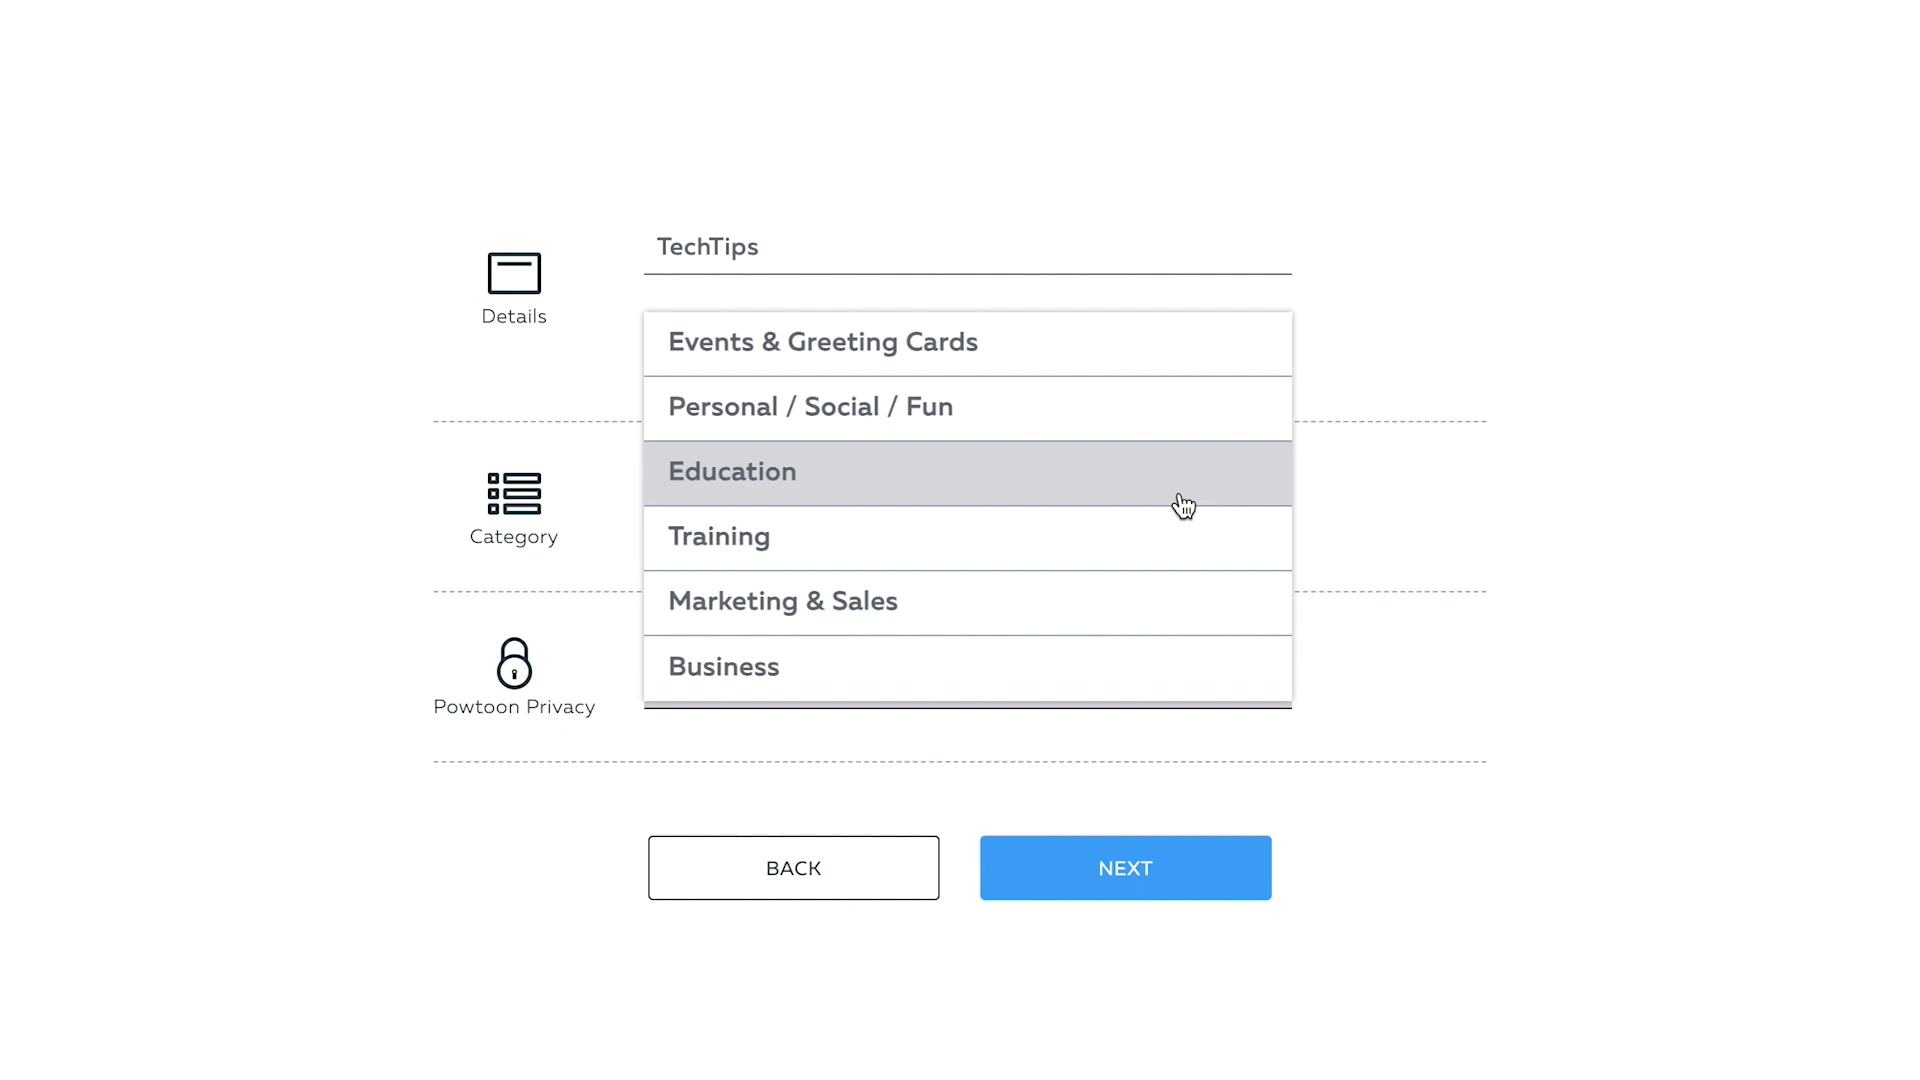 TechTips
Details
Events & Greeting Cards
Personal / Social / Fun
Education
Category
Training
Marketing & Sales
Business
Powtoon Privacy
BACK
NEXT